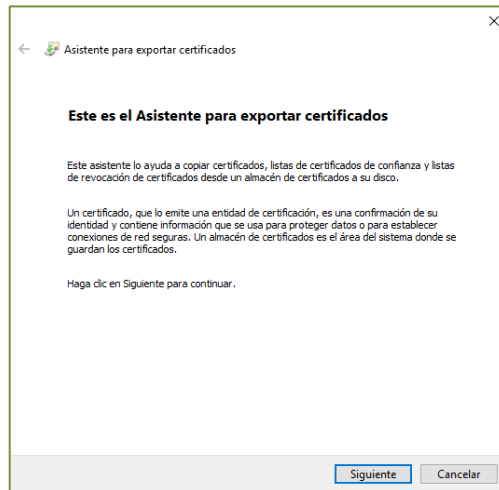 Asistente para exportar certificados
Este es el Asistente para exportar certificados
Este asistente lo ayuda a copiar certificados, listas de certificados de confianza y listas
de revocación de certificados desde un almacén de certificados a su disco.
Un certificado, que lo emite una entidad de certificación, es una confirmación de su
identidad y contiene información que se usa para proteger datos o para establecer
conexiones de red seguras. Un almacén de certificados es el área del sistema donde se
guardan los certificados.
Haga clic en Siguiente para continuar.
Siguiente Cancelar